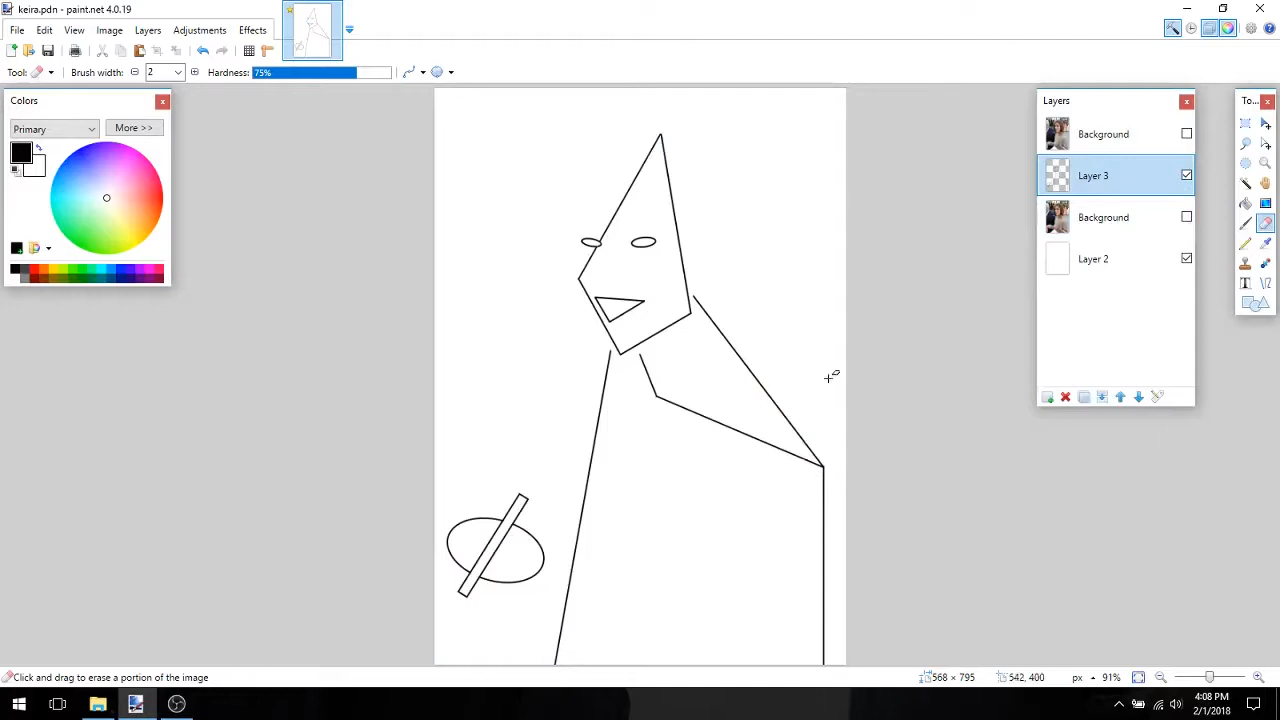 keira.pdn - paint.net 4.0.19
File Edit View Image Layers Adjustments Effects
Tool: Brush width: 2 Hardness: 75%
Colors
Primary More >>
Layers
Background
Layer 3
Background
Layer 2
To...
Click and drag to erase a portion of the image
568 × 795
542, 400
px
91%
4:08 PM
2/1/2018